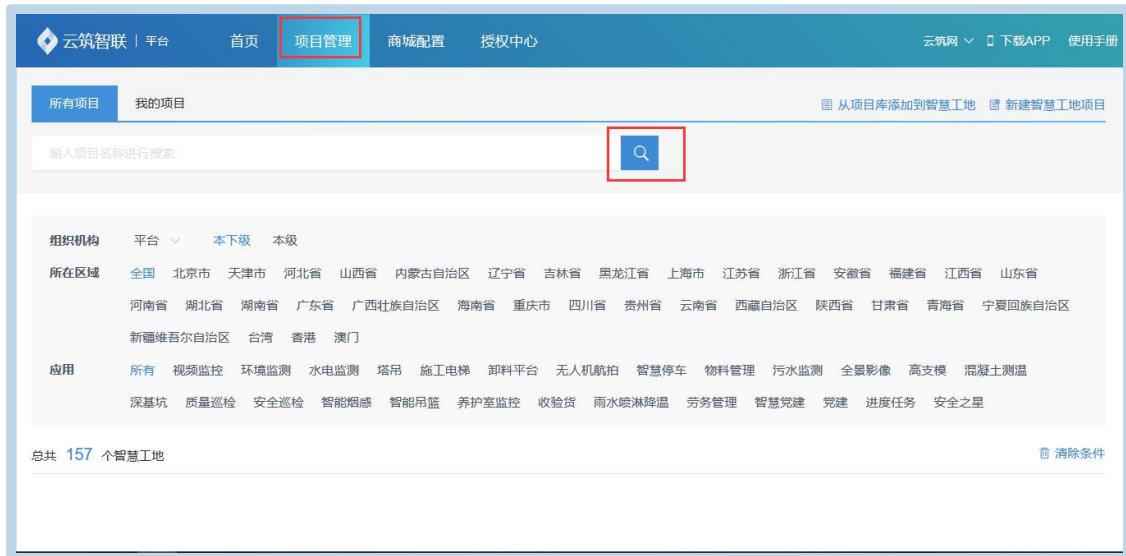 云筑智联 | 平台 首页 项目管理 商城配置 授权中心 云筑网 下载APP 使用手册
所有项目 我的项目 从项目库添加到智慧工地 新建智慧工地项目
输入项目名称进行搜索
组织机构 平台 本下级 本级
所在区域 全国 北京市 天津市 河北省 山西省 内蒙古自治区 辽宁省 吉林省 黑龙江省 上海市 江苏省 浙江省 安徽省 福建省 江西省 山东省
河南省 湖北省 湖南省 广东省 广西壮族自治区 海南省 重庆市 四川省 贵州省 云南省 西藏自治区 陕西省 甘肃省 青海省 宁夏回族自治区
新疆维吾尔自治区 台湾 香港 澳门
应用 所有 视频监控 环境监测 水电监测 塔吊 施工电梯 卸料平台 无人机航拍 智慧停车 物料管理 污水监测 全景影像 高支模 混凝土测温
深基坑 质量巡检 安全巡检 智能烟感 智能吊篮 养护室监控 收验货 雨水喷淋降温 劳务管理 智慧党建 党建 进度任务 安全之星
总共 157 个智慧工地 清除条件